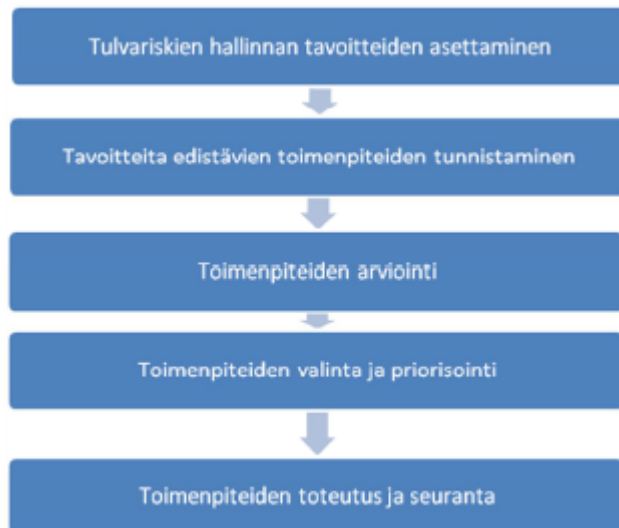 Tulvariskien hallinnan tavoitteiden asettaminen
Tavoitteita edistävien toimenpiteiden tunnistaminen
Toimenpiteiden arviointi
Toimenpiteiden valinta ja priorisointi
Toimenpiteiden toteutus ja seuranta